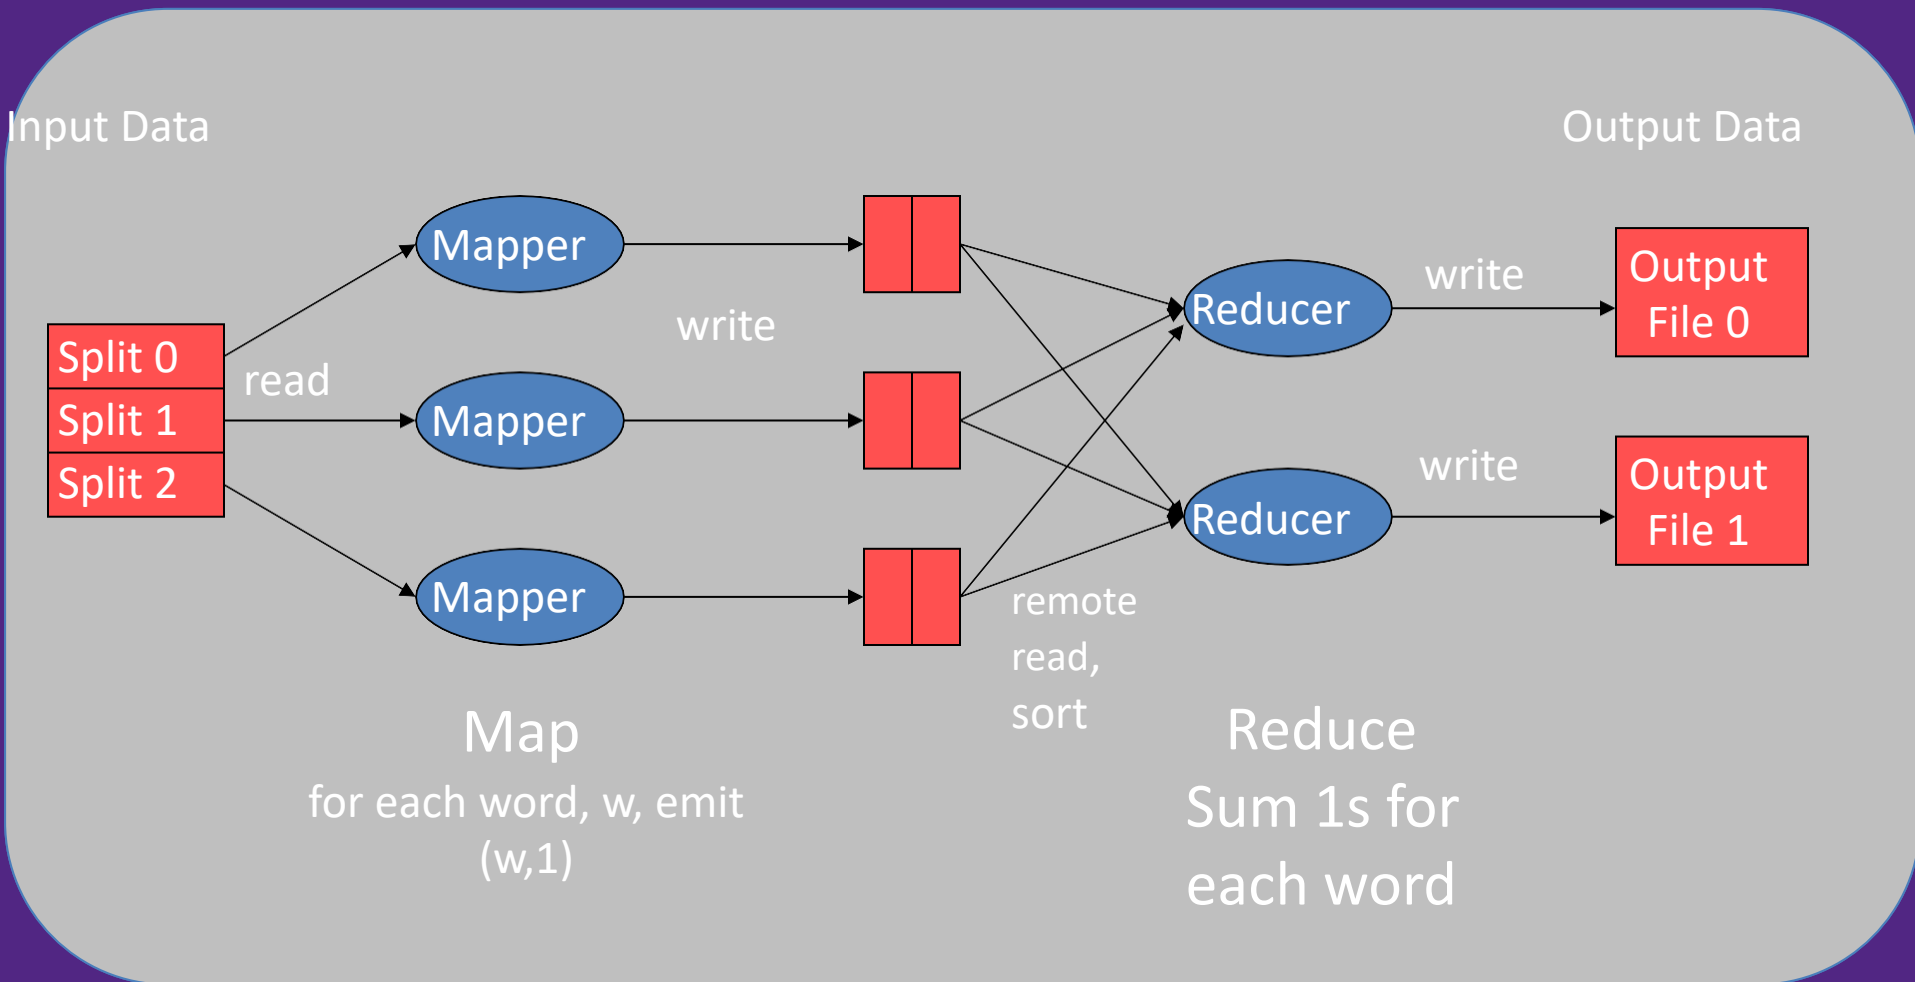 Input Data
Output Data
Split 0
Split 1
Split 2
read
Mapper
Mapper
Mapper
write
remote
read,
sort
Reducer
Reducer
write
write
Output
File 0
Output
File 1
Map
for each word, w, emit
(w,1)
Reduce
Sum 1s for
each word